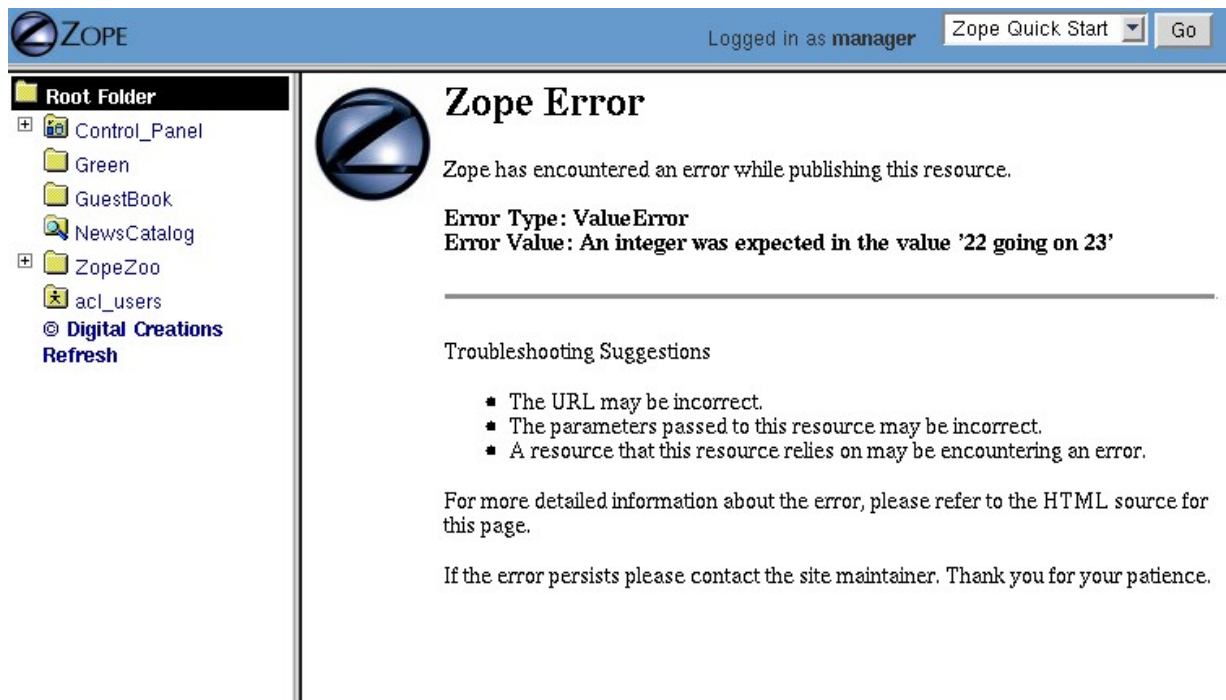 ZOPE
Logged in as manager
Zope Quick Start
Go
Root Folder
Control_Panel
Green
GuestBook
NewsCatalog
ZopeZoo
acl_users
© Digital Creations
Refresh
Zope Error
Zope has encountered an error while publishing this resource.
Error Type: ValueError
Error Value: An integer was expected in the value '22 going on 23'
Troubleshooting Suggestions
The URL may be incorrect.
The parameters passed to this resource may be incorrect.
A resource that this resource relies on may be encountering an error.
For more detailed information about the error, please refer to the HTML source for
this page.
If the error persists please contact the site maintainer. Thank you for your patience.